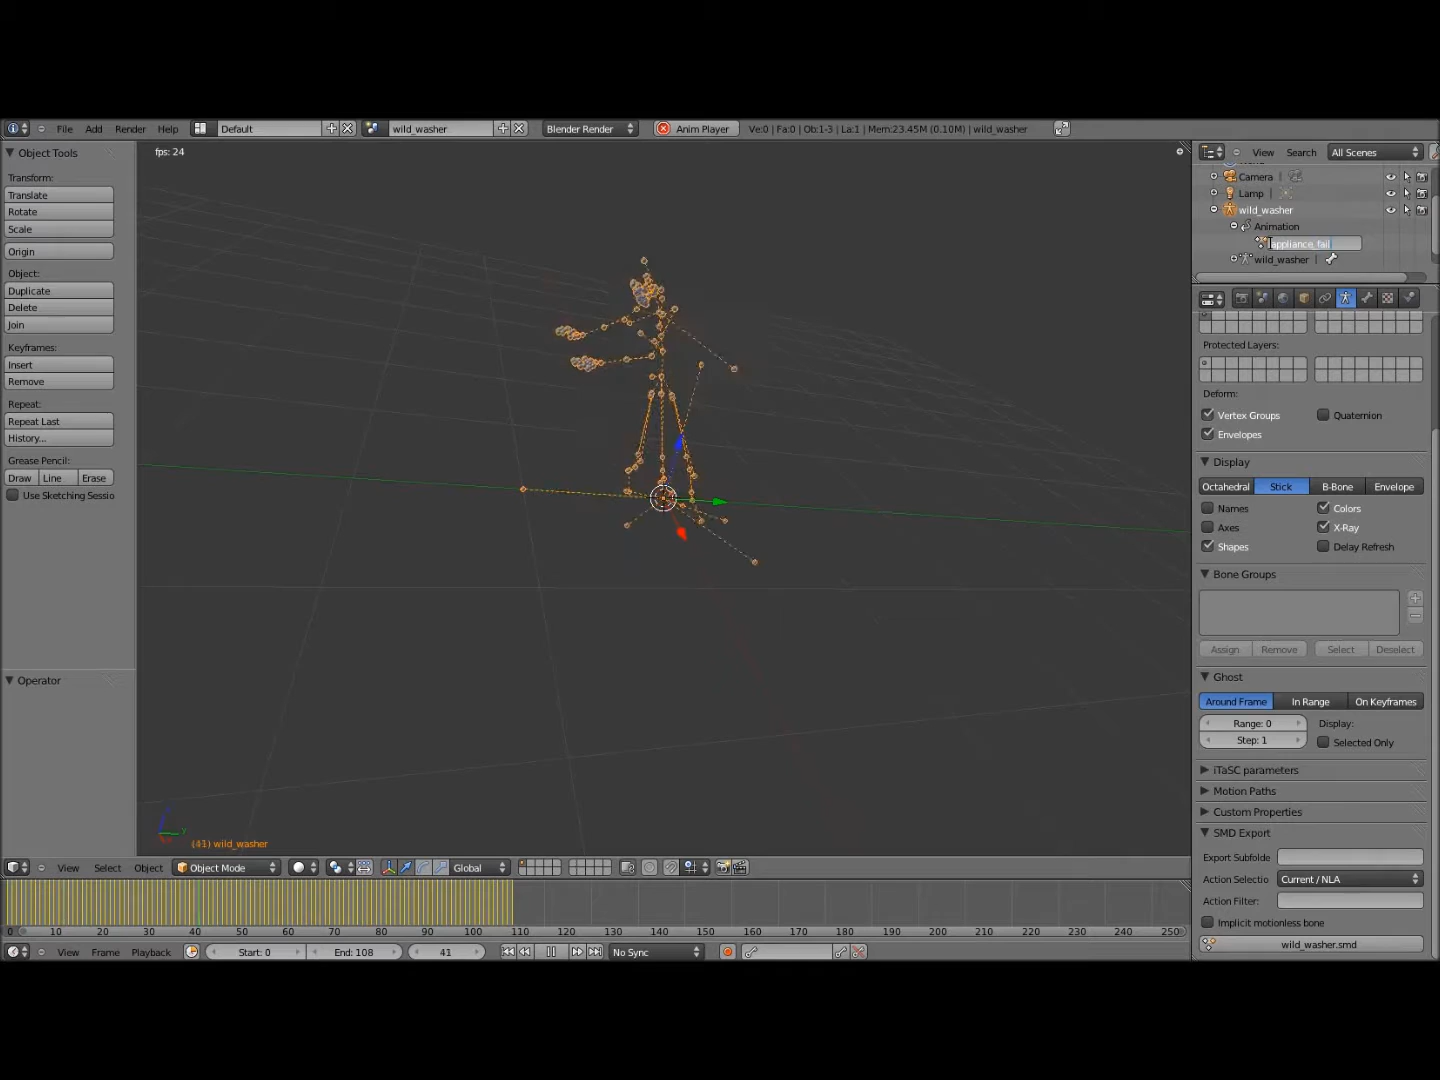 File Add Render Help Default wild_washer Blender Render Anim Player Ve:0 | Fa:0 | Ob:1-3 | La:1 | Mem:23.45M (0.10M) | wild_washer
Object Tools
fps: 24
Transform:
Translate
Rotate
Scale
Origin
Object:
Duplicate
Delete
Join
Keyframes:
Insert
Remove
Repeat:
Repeat Last
History...
Grease Pencil:
Draw Line Erase
Use Sketching Sessio
Operator
(41) wild_washer
View Search All Scenes
Camera |
Lamp |
wild_washer
Animation
appliance_fail
wild_washer |
Protected Layers:
Deform:
Vertex Groups Quaternion
Envelopes
Display
Octahedral Stick B-Bone Envelope
Names Colors
Axes X-Ray
Shapes Delay Refresh
Bone Groups
Assign Remove Select Deselect
Ghost
Around Frame In Range On Keyframes
Range: 0 Display:
Step: 1 Selected Only
iTaSC parameters
Motion Paths
Custom Properties
SMD Export
Export Subfolde
Action Selectio Current / NLA
Action Filter:
Implicit motionless bone
wild_washer.smd
View Select Object Object Mode Global
0 10 20 30 40 50 60 70 80 90 100 110 120 130 140 150 160 170 180 190 200 210 220 230 240 250
View Frame Playback Start: 0 End: 108 41 No Sync